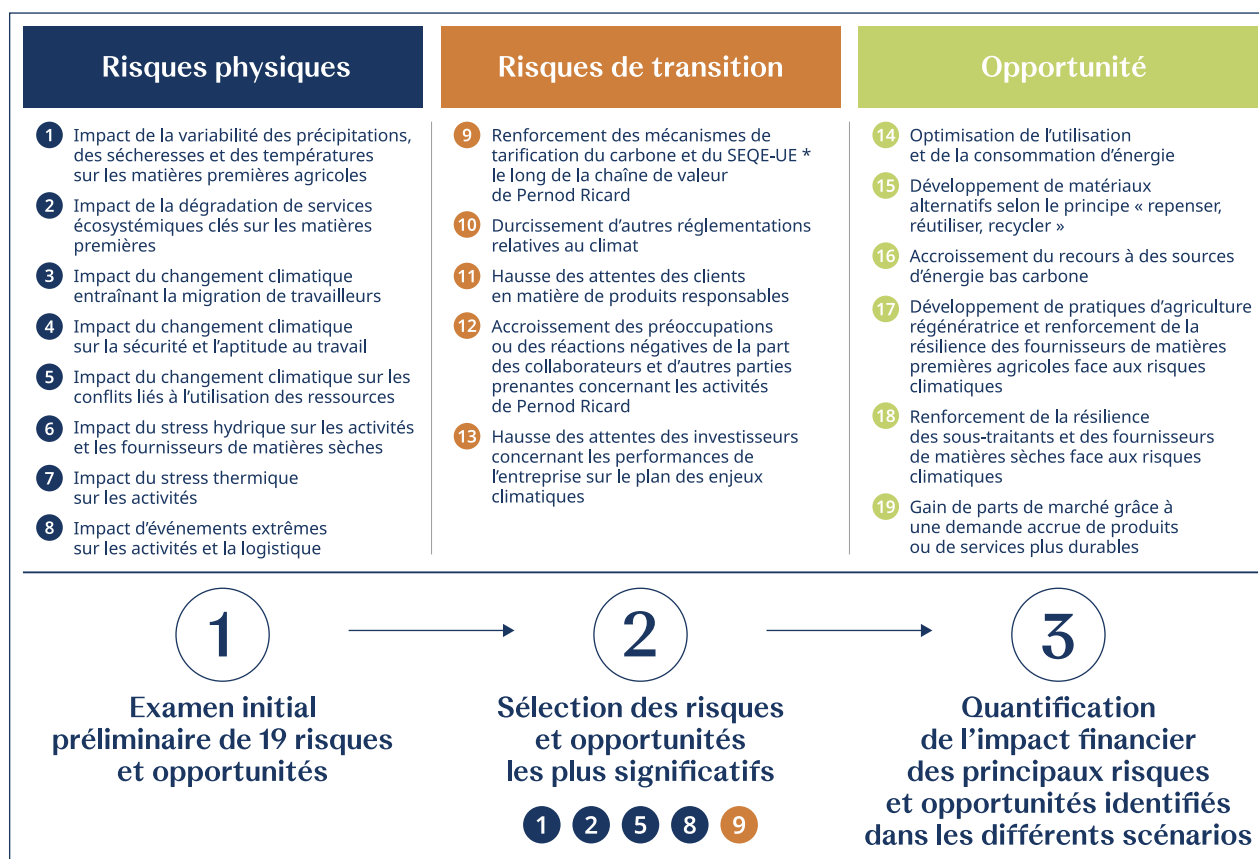 Risques physiques
1 Impact de la variabilité des précipitations,
des sécheresses et des températures
sur les matières premières agricoles
2 Impact de la dégradation de services
écosystémiques clés sur les matières
premières
3 Impact du changement climatique
entraînant la migration de travailleurs
4 Impact du changement climatique
sur la sécurité et l’aptitude au travail
5 Impact du changement climatique sur les
conflits liés à l’utilisation des ressources
6 Impact du stress hydrique sur les activités
et les fournisseurs de matières sèches
7 Impact du stress thermique
sur les activités
8 Impact d’événements extrêmes
sur les activités et la logistique
Risques de transition
9 Renforcement des mécanismes de
tarification du carbone et du SEQE-UE *
le long de la chaîne de valeur
de Pernod Ricard
10 Durcissement d’autres réglementations
relatives au climat
11 Hausse des attentes des clients
en matière de produits responsables
12 Accroissement des préoccupations
ou des réactions négatives de la part
des collaborateurs et d’autres parties
prenantes concernant les activités
de Pernod Ricard
13 Hausse des attentes des investisseurs
concernant les performances de
l’entreprise sur le plan des enjeux
climatiques
Opportunité
14 Optimisation de l’utilisation
et de la consommation d’énergie
15 Développement de matériaux
alternatifs selon le principe « repenser,
réutiliser, recycler »
16 Accroissement du recours à des sources
d’énergie bas carbone
17 Développement de pratiques d’agriculture
régénératrice et renforcement de la
résilience des fournisseurs de matières
premières agricoles face aux risques
climatiques
18 Renforcement de la résilience
des sous-traitants et des fournisseurs
de matières sèches face aux risques
climatiques
19 Gain de parts de marché grâce à
une demande accrue de produits
ou de services plus durables
1
Examen initial
préliminaire de 19 risques
et opportunités
2
Sélection des risques
et opportunités
les plus significatifs
1 2 5 8 9
3
Quantification
de l’impact financier
des principaux risques
et opportunités identifiés
dans les différents scénarios